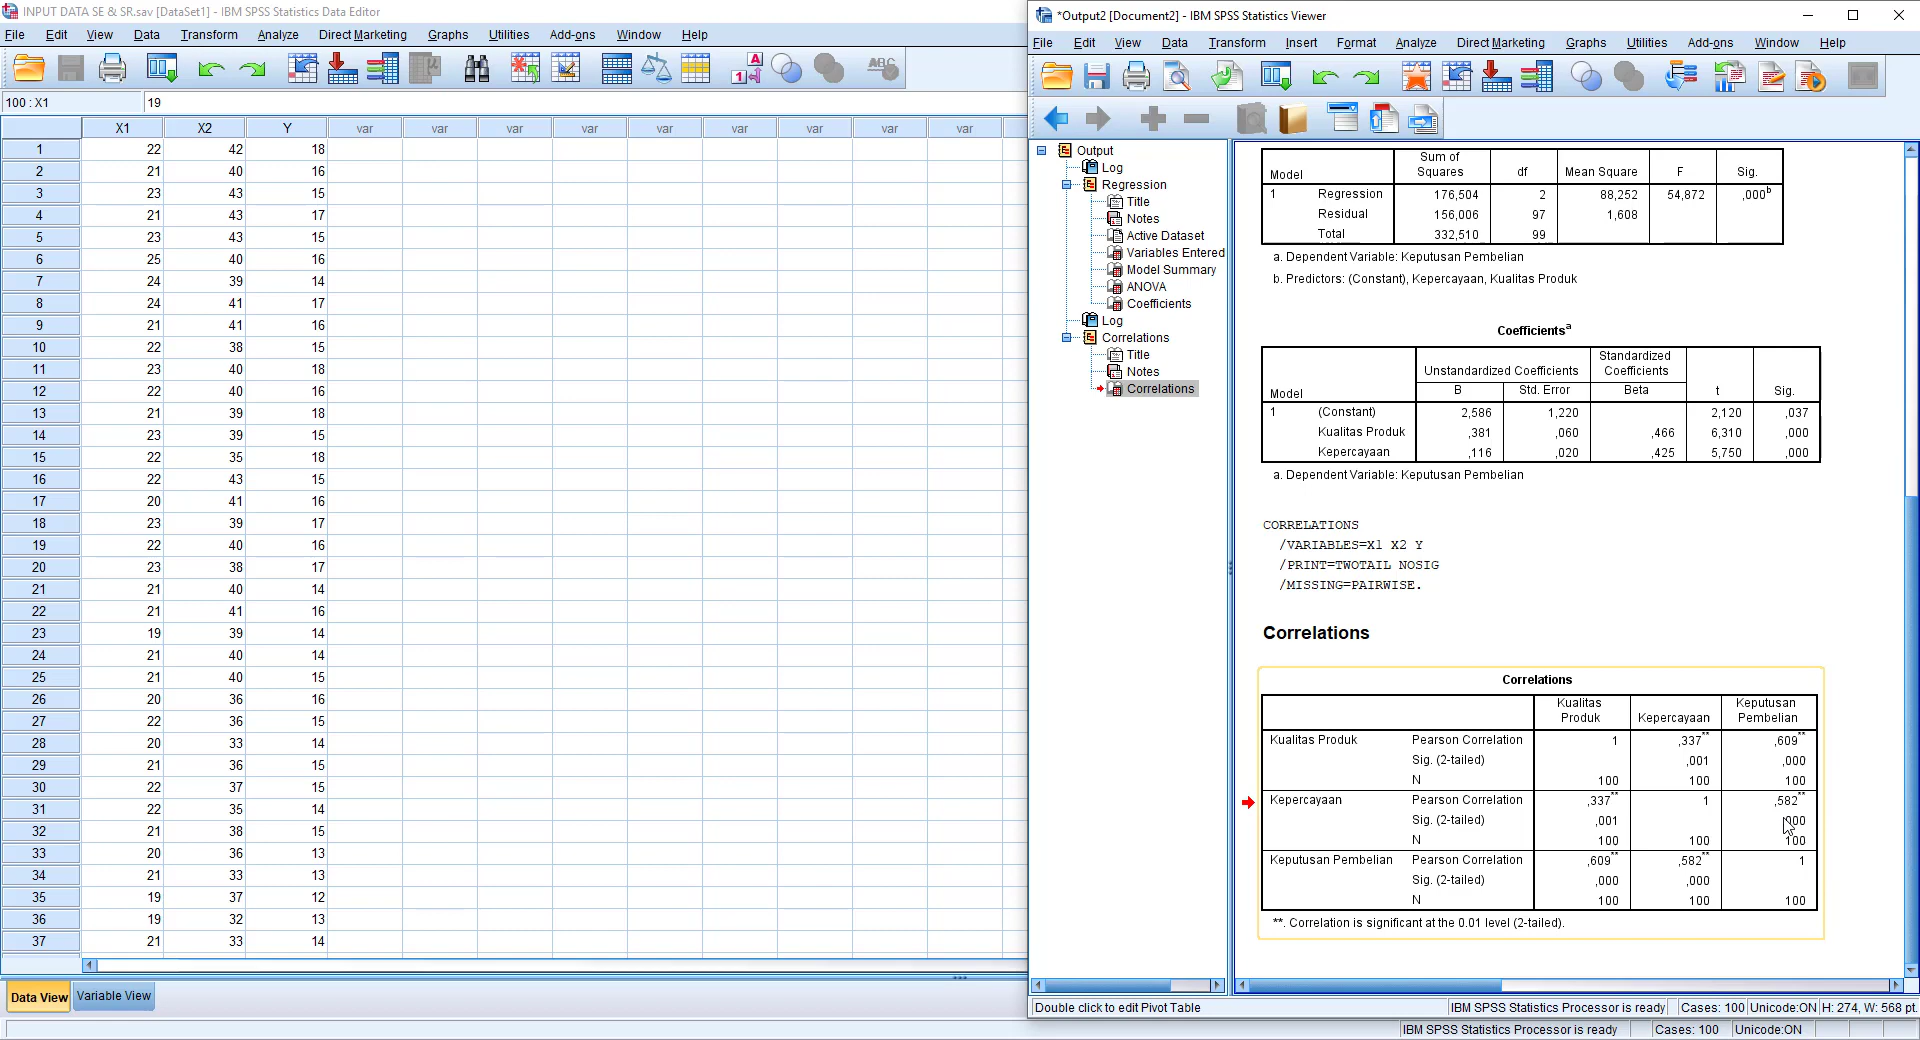 INPUT DATA SE & SR.sav [DataSet1] - IBM SPSS Statistics Data Editor
File Edit View Data Transform Analyze Direct Marketing Graphs Utilities Add-ons Window Help
100 : X1 19
X1 X2 Y var var var var var var var var var
1 22 42 18
2 21 40 16
3 23 43 15
4 21 43 17
5 23 43 15
6 25 40 16
7 24 39 14
8 24 41 17
9 21 41 16
10 22 38 15
11 23 40 18
12 22 40 16
13 21 39 18
14 23 39 15
15 22 35 18
16 22 43 15
17 20 41 16
18 23 39 17
19 22 40 16
20 23 38 17
21 21 40 14
22 21 41 16
23 19 39 14
24 21 40 14
25 21 40 15
26 20 36 16
27 22 36 15
28 20 33 14
29 21 36 15
30 22 37 15
31 22 35 14
32 21 38 15
33 20 36 13
34 21 33 13
35 19 37 12
36 19 32 13
37 21 33 14
Data View Variable View
*Output2 [Document2] - IBM SPSS Statistics Viewer
File Edit View Data Transform Insert Format Analyze Direct Marketing Graphs Utilities Add-ons Window Help
Output
Log
Regression
Title
Notes
Active Dataset
Variables Entered
Model Summary
ANOVA
Coefficients
Log
Correlations
Title
Notes
Correlations
Model Sum of Squares df Mean Square F Sig.
1 Regression 176,504 2 88,252 54,872 ,000b
Residual 156,006 97 1,608
Total 332,510 99
a. Dependent Variable: Keputusan Pembelian
b. Predictors: (Constant), Kepercayaan, Kualitas Produk
Coefficientsa
Unstandardized Coefficients Standardized Coefficients
Model B Std. Error Beta t Sig.
1 (Constant) 2,586 1,220 2,120 ,037
Kualitas Produk ,381 ,060 ,466 6,310 ,000
Kepercayaan ,116 ,020 ,425 5,750 ,000
a. Dependent Variable: Keputusan Pembelian
CORRELATIONS
/VARIABLES=X1 X2 Y
/PRINT=TWOTAIL NOSIG
/MISSING=PAIRWISE.
Correlations
Correlations
Kualitas Produk Kepercayaan Keputusan Pembelian
Kualitas Produk Pearson Correlation 1 ,337** ,609**
Sig. (2-tailed) ,001 ,000
N 100 100 100
Kepercayaan Pearson Correlation ,337** 1 ,582**
Sig. (2-tailed) ,001 ,000
N 100 100 100
Keputusan Pembelian Pearson Correlation ,609** ,582** 1
Sig. (2-tailed) ,000 ,000
N 100 100 100
**. Correlation is significant at the 0.01 level (2-tailed).
Double click to edit Pivot Table IBM SPSS Statistics Processor is ready Cases: 100 Unicode:ON H: 274, W: 568 pt.
IBM SPSS Statistics Processor is ready Cases: 100 Unicode:ON